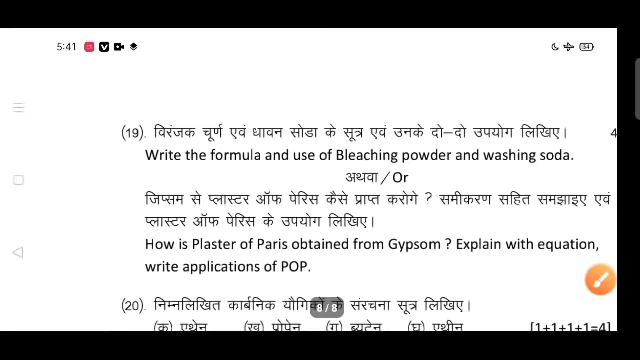 5:41
54
(19). विरंजक चूर्ण एवं धावन सोडा के सूत्र एवं उनके दो–दो उपयोग लिखिए। 4
Write the formula and use of Bleaching powder and washing soda.
अथवा/Or
जिप्सम से प्लास्टर ऑफ पेरिस कैसे प्राप्त करोगे ? समीकरण सहित समझाइए एवं
प्लास्टर ऑफ पेरिस के उपयोग लिखिए।
How is Plaster of Paris obtained from Gypsom ? Explain with equation,
write applications of POP.
(20). निम्नलिखित कार्बनिक यौगिकों के संरचना सूत्र लिखिए।
8/8
(क) एथेन (ख) प्रोपेन (ग) ब्यूटेन (घ) एथीन [1+1+1+1=4]